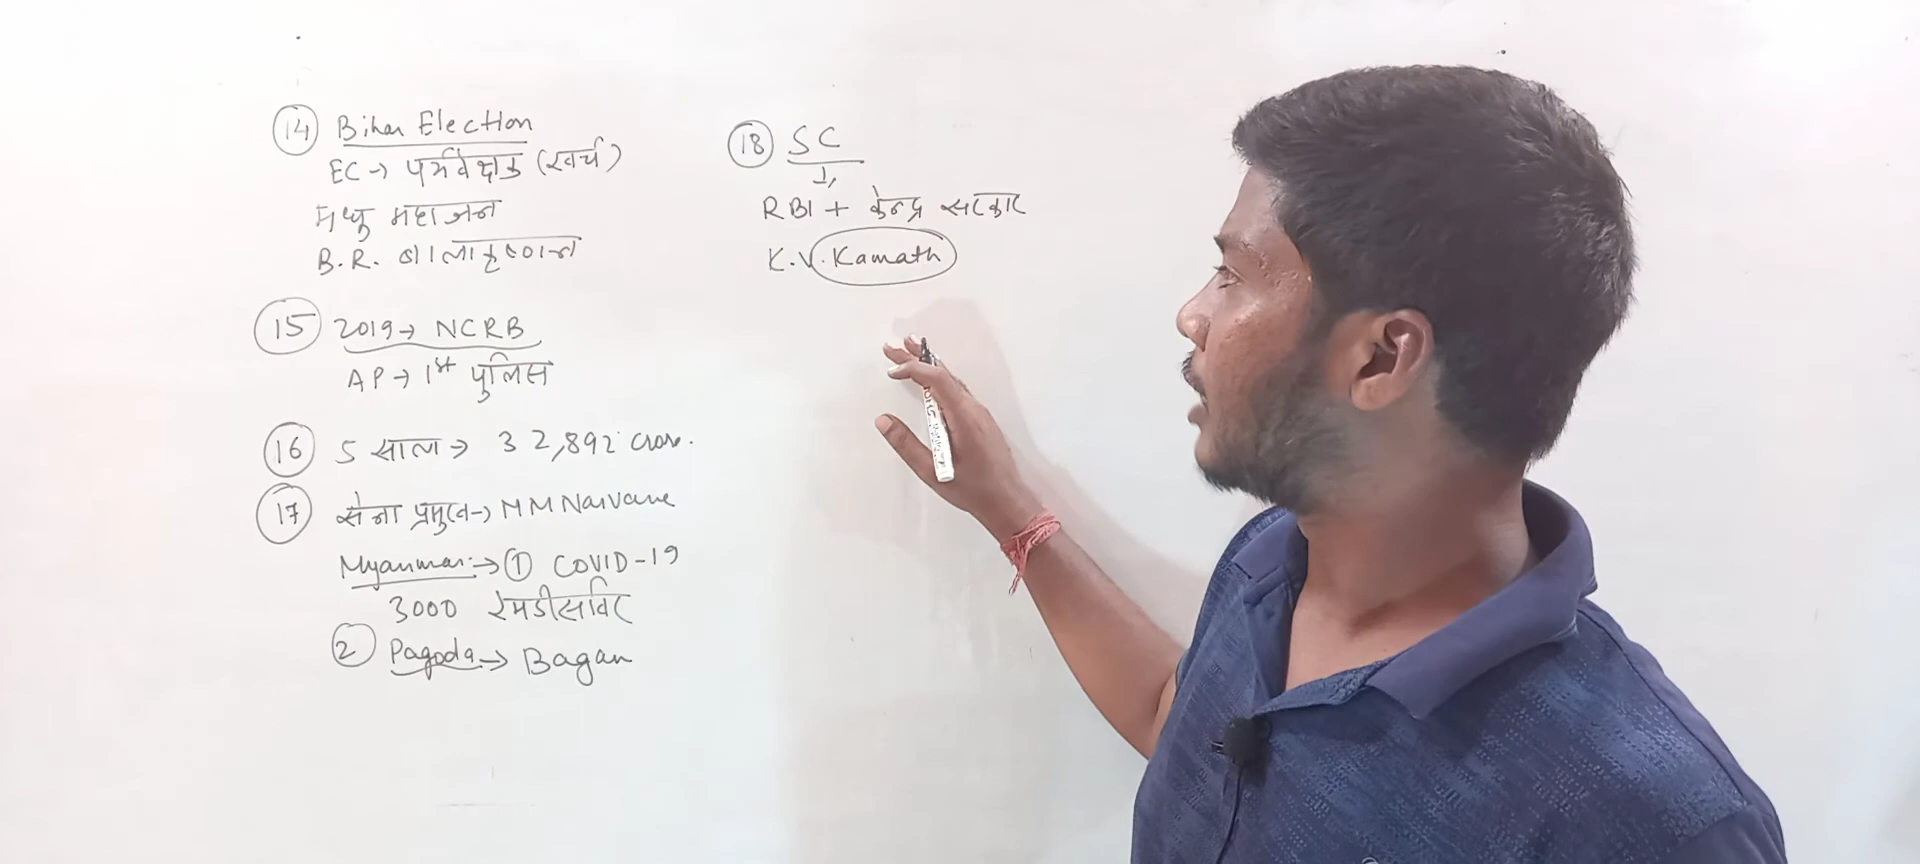 14 Bihar Election
EC → पर्यवेक्षक (खर्च)
मधु महाजन
B.R. बालाकृष्णन
15 2019 → NCRB
AP → 1st पुलिस
16 5 साल → 32,892 crore.
17 सेना प्रमुख → MM Narvane
Myanmar: → 1 COVID-19
3000 रेमडीसविर
2 Pagoda → Bagan
18 SC
↓,
RBI + केन्द्र सरकार
K.V. Kamath